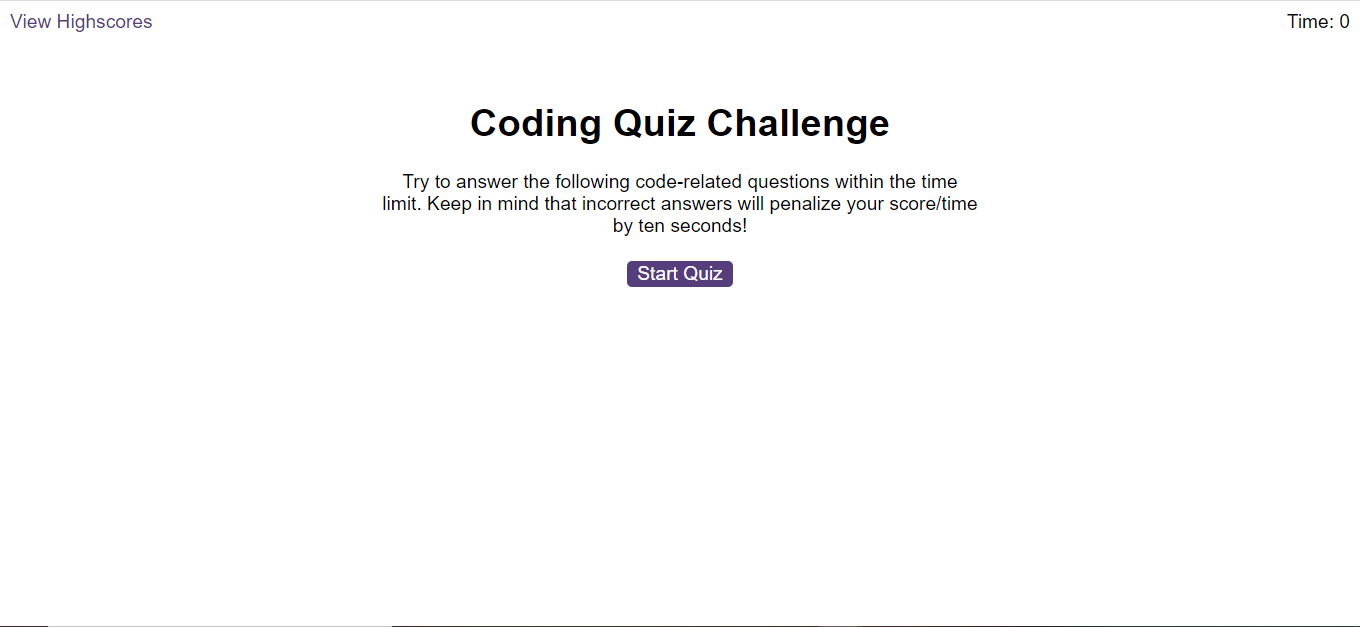 View Highscores
Time: 0
Coding Quiz Challenge
Try to answer the following code-related questions within the time
limit. Keep in mind that incorrect answers will penalize your score/time
by ten seconds!
Start Quiz